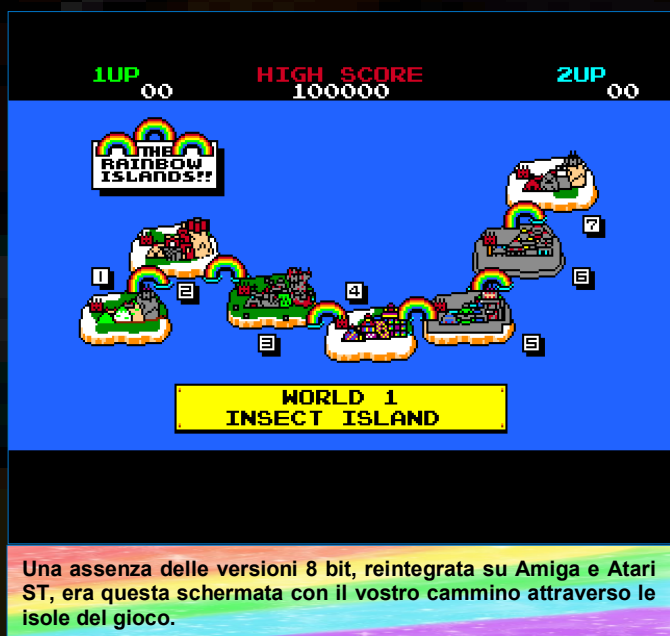 1UP HIGH SCORE 2UP
00 100000 00
THE
RAINBOW
ISLANDS!!
7
1 2 4 6
3 5
WORLD 1
INSECT ISLAND
Una assenza delle versioni 8 bit, reintegrata su Amiga e Atari
ST, era questa schermata con il vostro cammino attraverso le
isole del gioco.